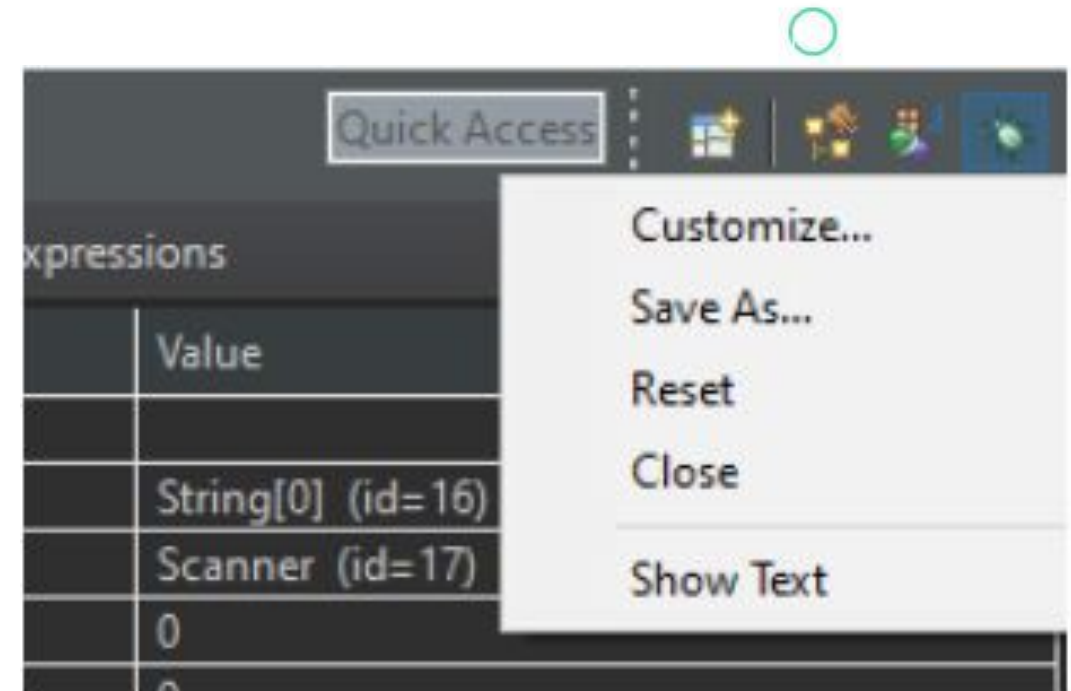 Quick Access
Customize...
xpressions
Save As...
Value
Reset
Close
String[0] (id=16)
Scanner (id=17)
Show Text
0